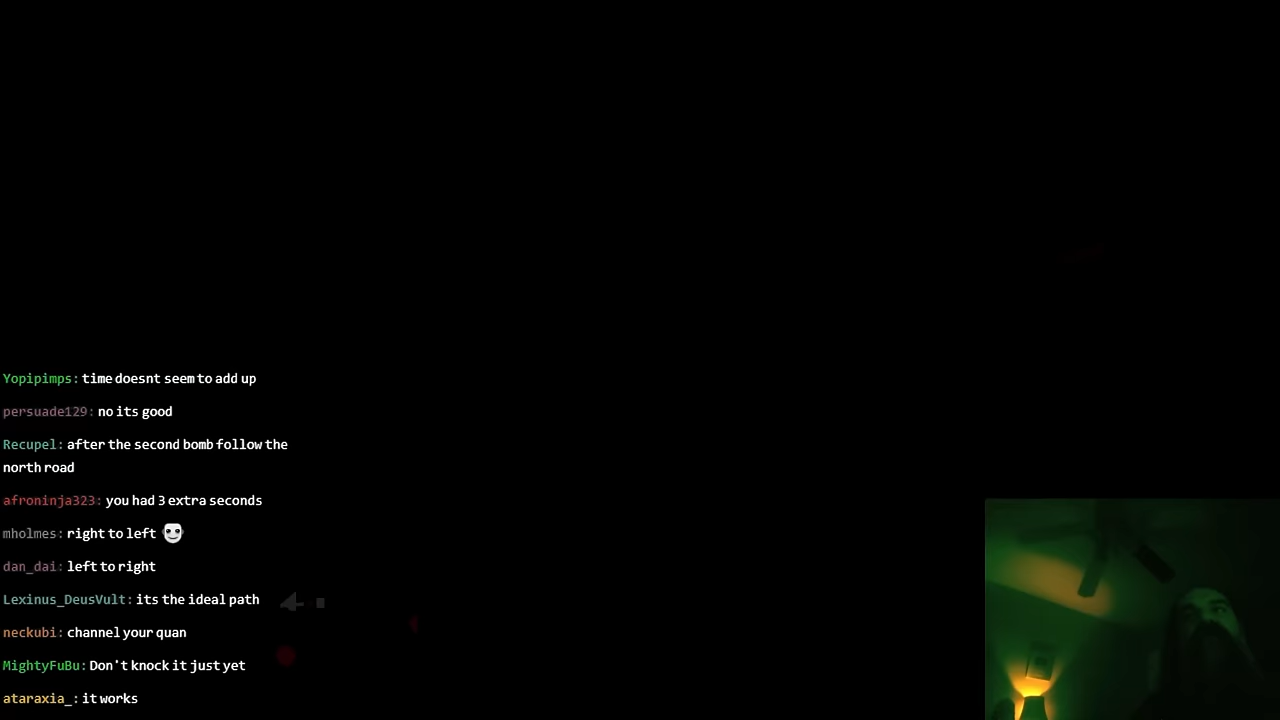 Yopipimps: time doesnt seem to add up
persuade129: no its good
Recupel: after the second bomb follow the
north road
afroninja323: you had 3 extra seconds
mholmes: right to left
dan_dai: left to right
Lexinus_DeusVult: its the ideal path
neckubi: channel your quan
MightyFuBu: Don't knock it just yet
ataraxia_: it works